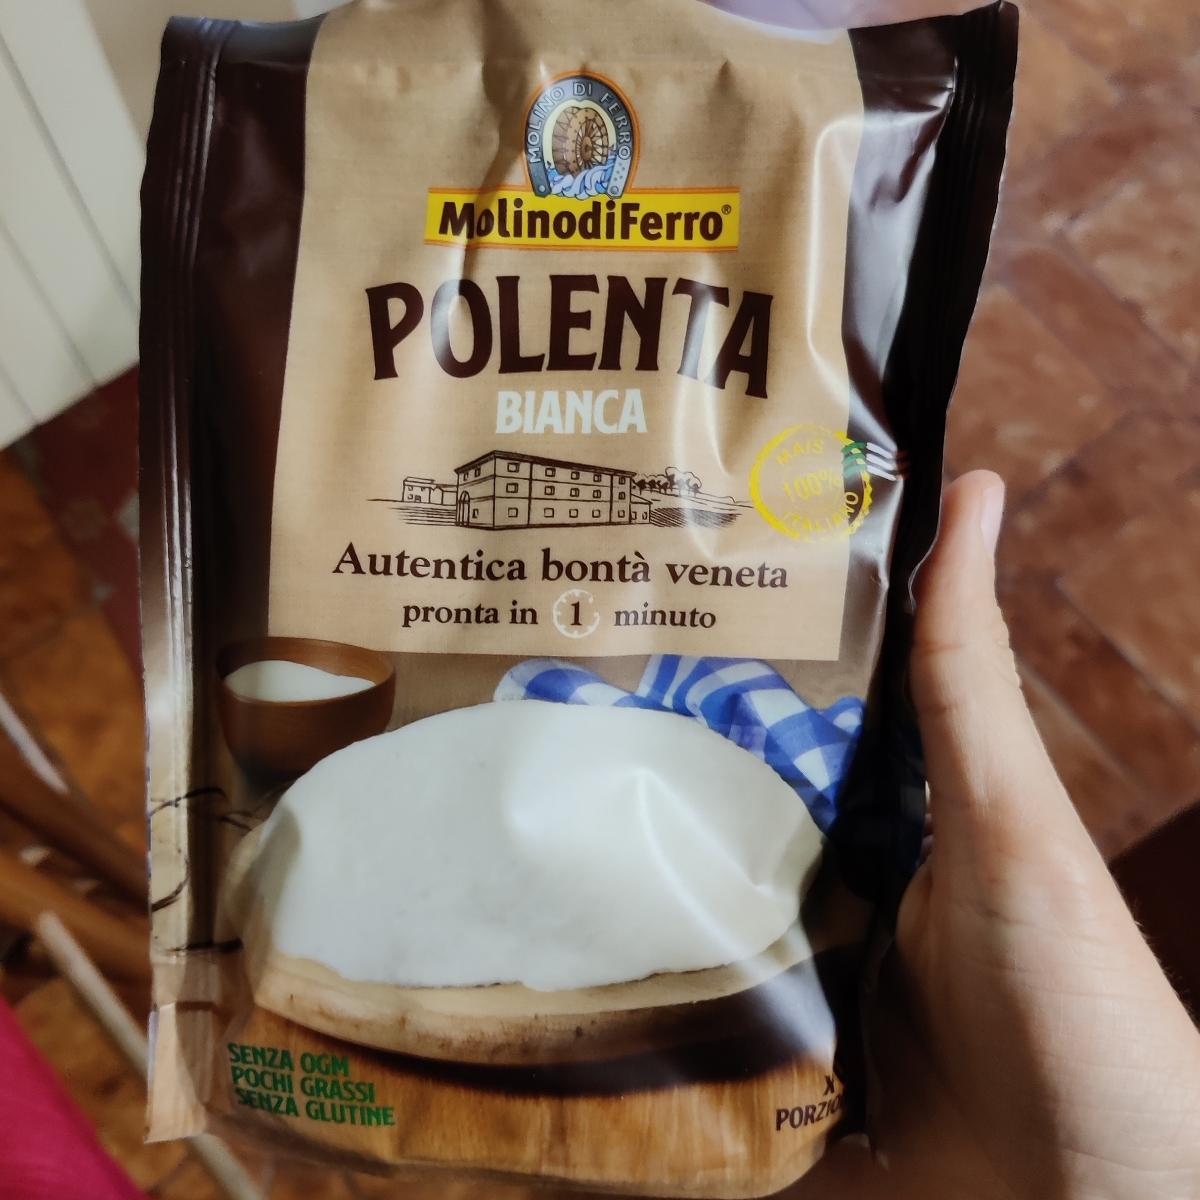 MOLINO DI FERRO
MolinodiFerro®
POLENTA
BIANCA
MAIS
100%
ITALIANO
Autentica bontà veneta
pronta in 1 minuto
SENZA OGM
POCHI GRASSI
SENZA GLUTINE
X